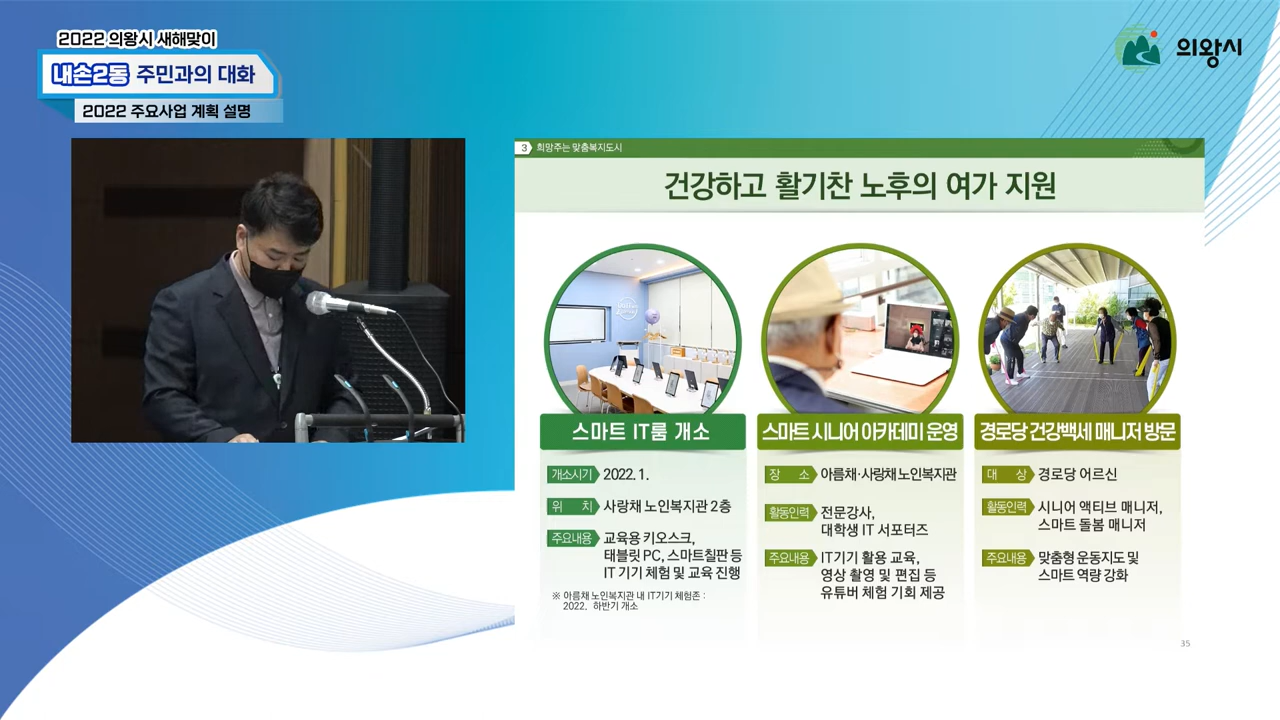 2022 의왕시 새해맞이
내손2동 주민과의 대화
2022 주요사업 계획 설명
의왕시
3 희망주는 맞춤복지도시
건강하고 활기찬 노후의 여가 지원
스마트 IT룸 개소
개소시기 2022. 1.
위 치 사랑채 노인복지관 2층
주요내용 교육용 키오스크,
태블릿 PC, 스마트칠판 등
IT 기기 체험 및 교육 진행
※ 아름채 노인복지관 내 IT기기 체험존 :
2022. 하반기 개소
스마트 시니어 아카데미 운영
장 소 아름채·사랑채 노인복지관
활동인력 전문강사,
대학생 IT 서포터즈
주요내용 IT기기 활용 교육,
영상 촬영 및 편집 등
유튜버 체험 기회 제공
경로당 건강백세 매니저 방문
대 상 경로당 어르신
활동인력 시니어 액티브 매니저,
스마트 돌봄 매니저
주요내용 맞춤형 운동지도 및
스마트 역량 강화
35